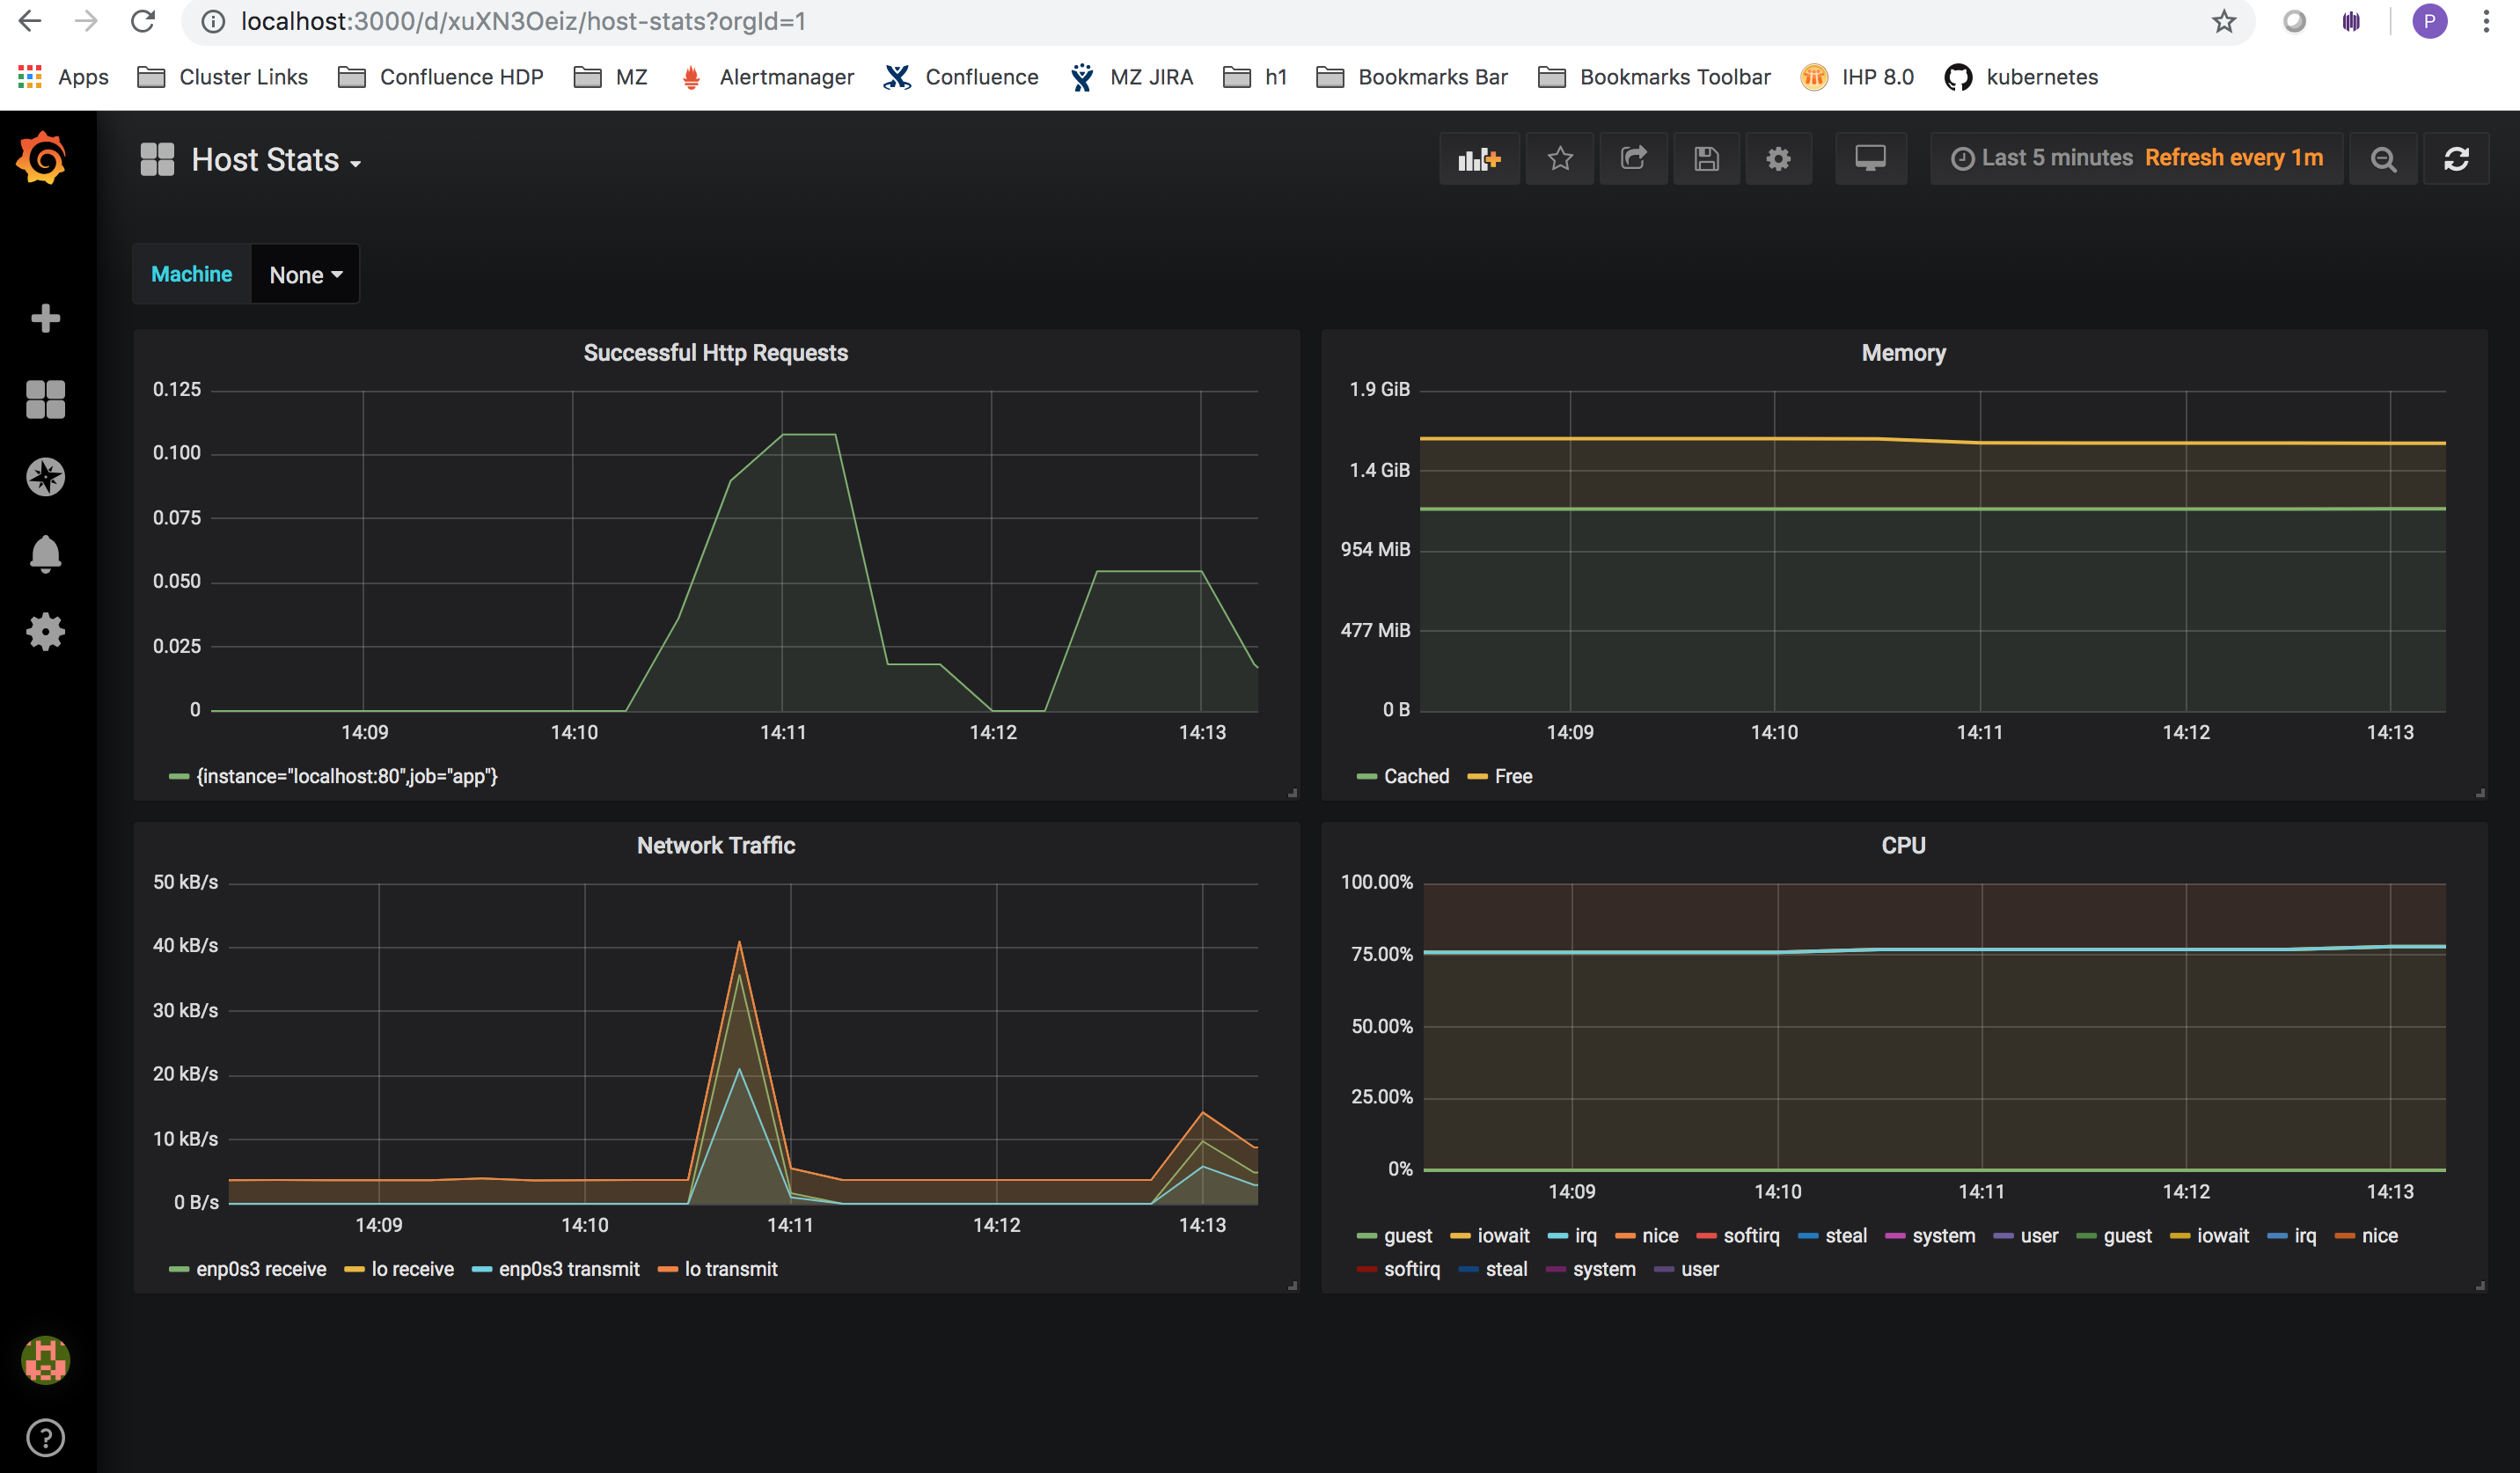 localhost:3000/d/xuXN3Oeiz/host-stats?orgId=1
P
Apps Cluster Links Confluence HDP MZ Alertmanager Confluence MZ JIRA h1 Bookmarks Bar Bookmarks Toolbar IHP 8.0 kubernetes
Host Stats Last 5 minutes Refresh every 1m
Machine None
Successful Http Requests
0.125
0.100
0.075
0.050
0.025
0
14:09 14:10 14:11 14:12 14:13
{instance="localhost:80",job="app"}
Memory
1.9 GiB
1.4 GiB
954 MiB
477 MiB
0 B
14:09 14:10 14:11 14:12 14:13
Cached Free
Network Traffic
50 kB/s
40 kB/s
30 kB/s
20 kB/s
10 kB/s
0 B/s
14:09 14:10 14:11 14:12 14:13
enp0s3 receive lo receive enp0s3 transmit lo transmit
CPU
100.00%
75.00%
50.00%
25.00%
0%
14:09 14:10 14:11 14:12 14:13
guest iowait irq nice softirq steal system user guest iowait irq nice
softirq steal system user
?